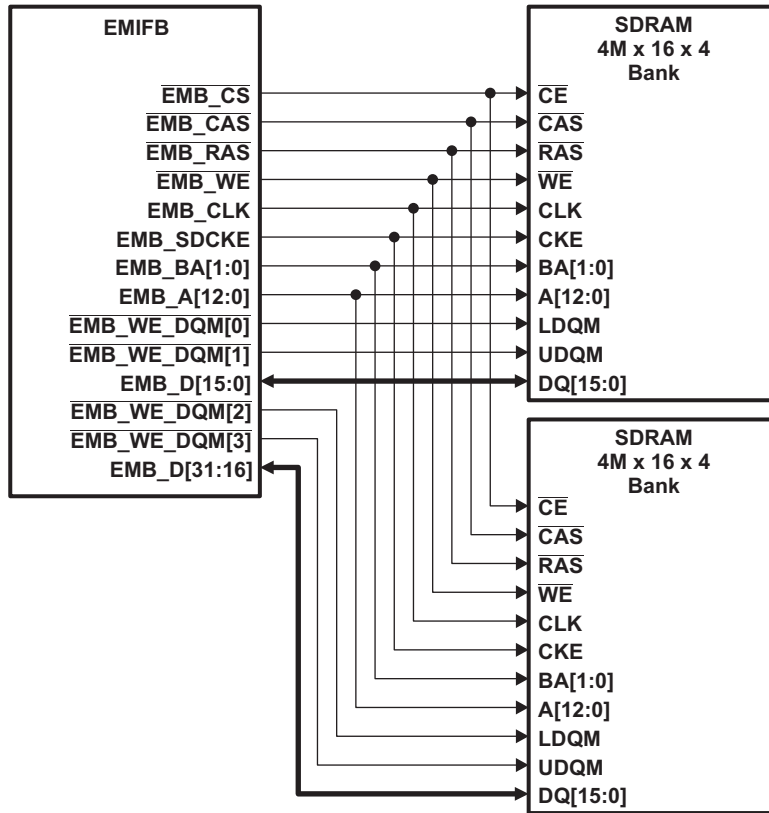 EMIFB
EMB_CS
EMB_CAS
EMB_RAS
EMB_WE
EMB_CLK
EMB_SDCKE
EMB_BA[1:0]
EMB_A[12:0]
EMB_WE_DQM[0]
EMB_WE_DQM[1]
EMB_D[15:0]
EMB_WE_DQM[2]
EMB_WE_DQM[3]
EMB_D[31:16]
SDRAM
4M x 16 x 4
Bank
CE
CAS
RAS
WE
CLK
CKE
BA[1:0]
A[12:0]
LDQM
UDQM
DQ[15:0]
SDRAM
4M x 16 x 4
Bank
CE
CAS
RAS
WE
CLK
CKE
BA[1:0]
A[12:0]
LDQM
UDQM
DQ[15:0]